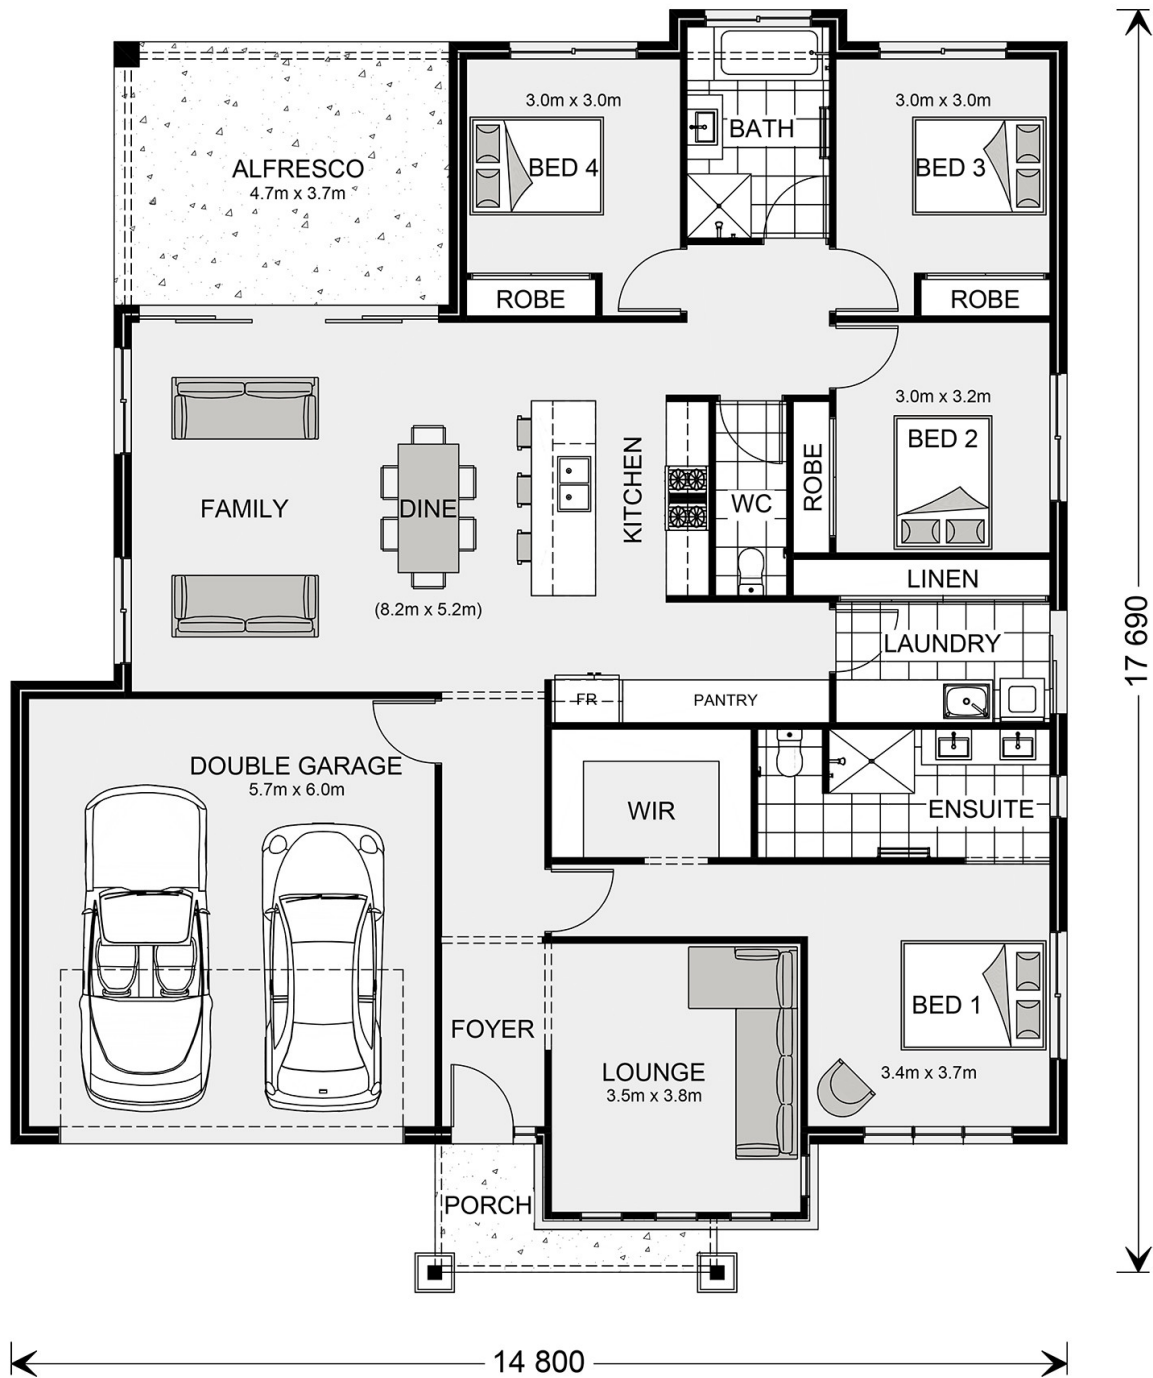 3.0m x 3.0m
BED 4
BATH
3.0m x 3.0m
BED 3
ALFRESCO
4.7m x 3.7m
ROBE
ROBE
3.0m x 3.2m
BED 2
ROBE
WC
KITCHEN
FAMILY
DINE
(8.2m x 5.2m)
LINEN
LAUNDRY
17 690
FR
PANTRY
DOUBLE GARAGE
5.7m x 6.0m
WIR
ENSUITE
BED 1
3.4m x 3.7m
FOYER
LOUNGE
3.5m x 3.8m
PORCH
14 800